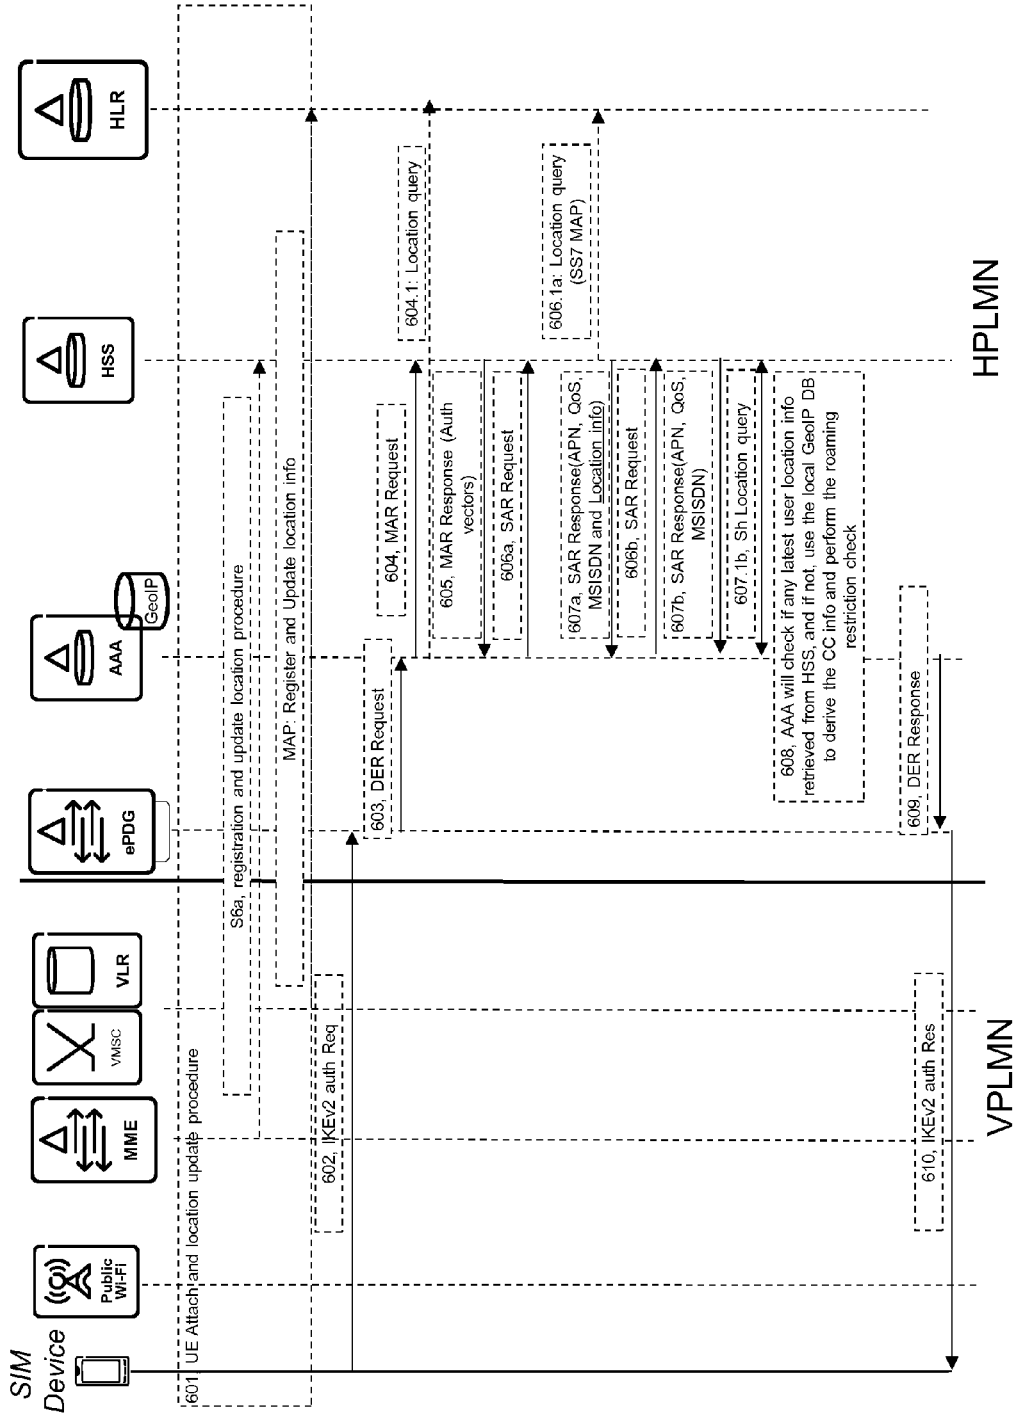 SIM
Device
Public
Wi-Fi
MME
VMSC
VLR
ePDG
AAA
GeoIP
HSS
HLR
601, UE Attach and location update procedure
S6a, registration and update location procedure
MAP: Register and Update location info
602, IKEv2 auth Req
603, DER Request
604, MAR Request
604.1: Location query
605, MAR Response (Auth
vectors)
606a, SAR Request
606.1a: Location query
(SS7 MAP)
607a, SAR Response(APN, QoS,
MSISDN and Location info)
606b, SAR Request
607b, SAR Response(APN, QoS,
MSISDN)
607.1b, Sh Location query
608, AAA will check if any latest user location info
retrieved from HSS, and if not, use the local GeoIP DB
to derive the CC info and perform the roaming
restriction check
609, DER Response
610, IKEv2 auth Res
VPLMN
HPLMN